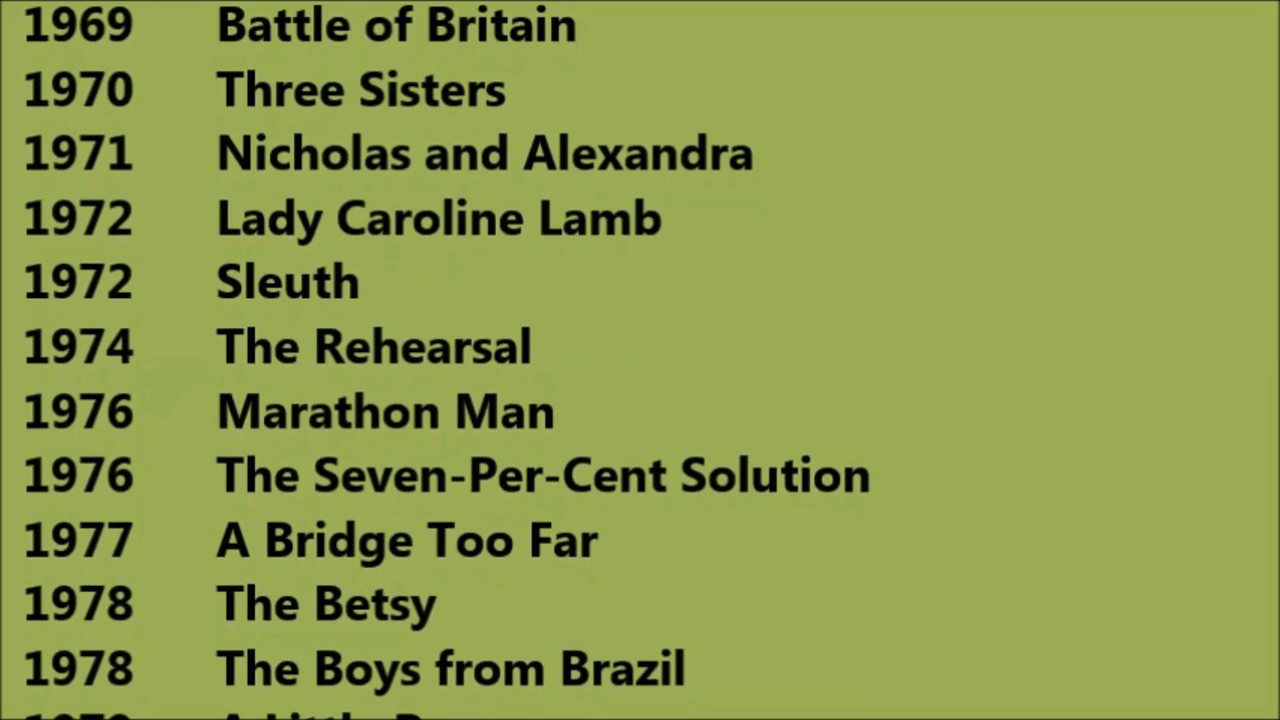 1969 Battle of Britain
1970 Three Sisters
1971 Nicholas and Alexandra
1972 Lady Caroline Lamb
1972 Sleuth
1974 The Rehearsal
1976 Marathon Man
1976 The Seven-Per-Cent Solution
1977 A Bridge Too Far
1978 The Betsy
1978 The Boys from Brazil
1979 A Little